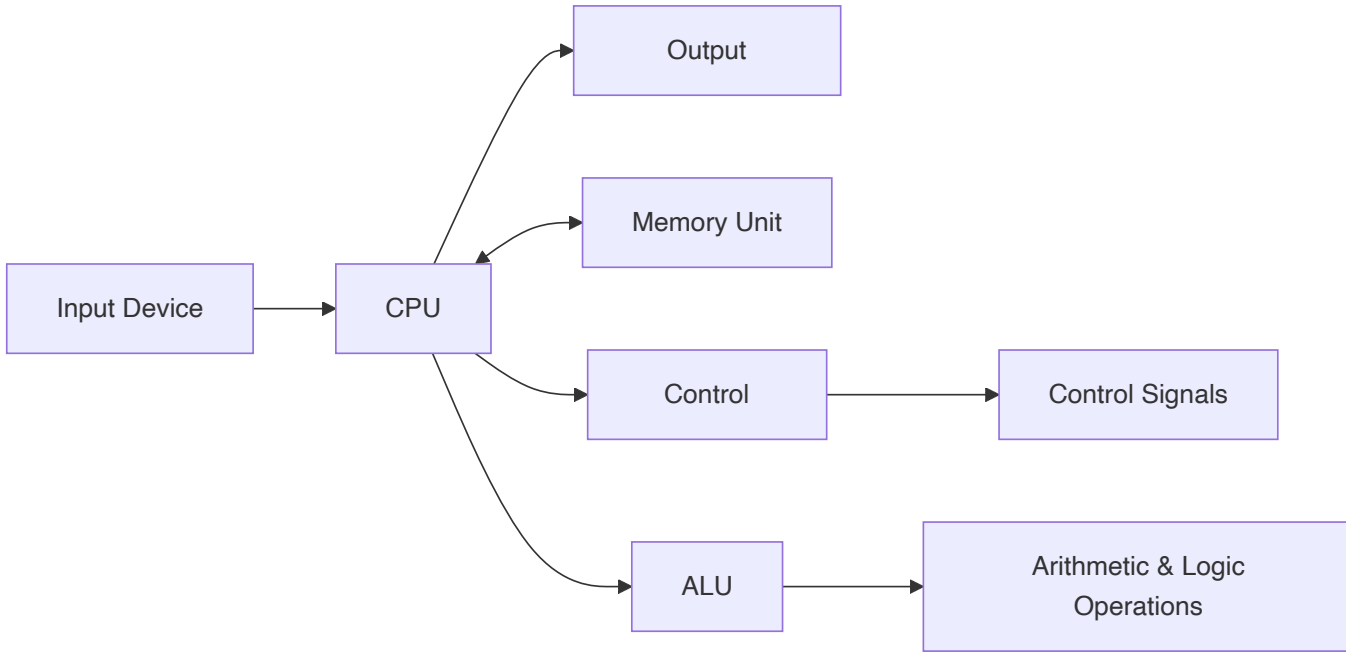 Output
Memory Unit
Input Device
CPU
Control
Control Signals
ALU
Arithmetic & Logic
Operations